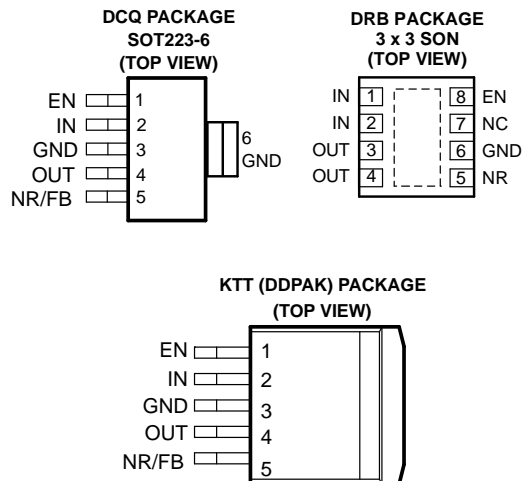 DCQ PACKAGE
SOT223-6
(TOP VIEW)
EN 1
IN 2
GND 3
OUT 4
NR/FB 5
6
GND
DRB PACKAGE
3 x 3 SON
(TOP VIEW)
IN 1 8 EN
IN 2 7 NC
OUT 3 6 GND
OUT 4 5 NR
KTT (DDPAK) PACKAGE
(TOP VIEW)
EN 1
IN 2
GND 3
OUT 4
NR/FB 5